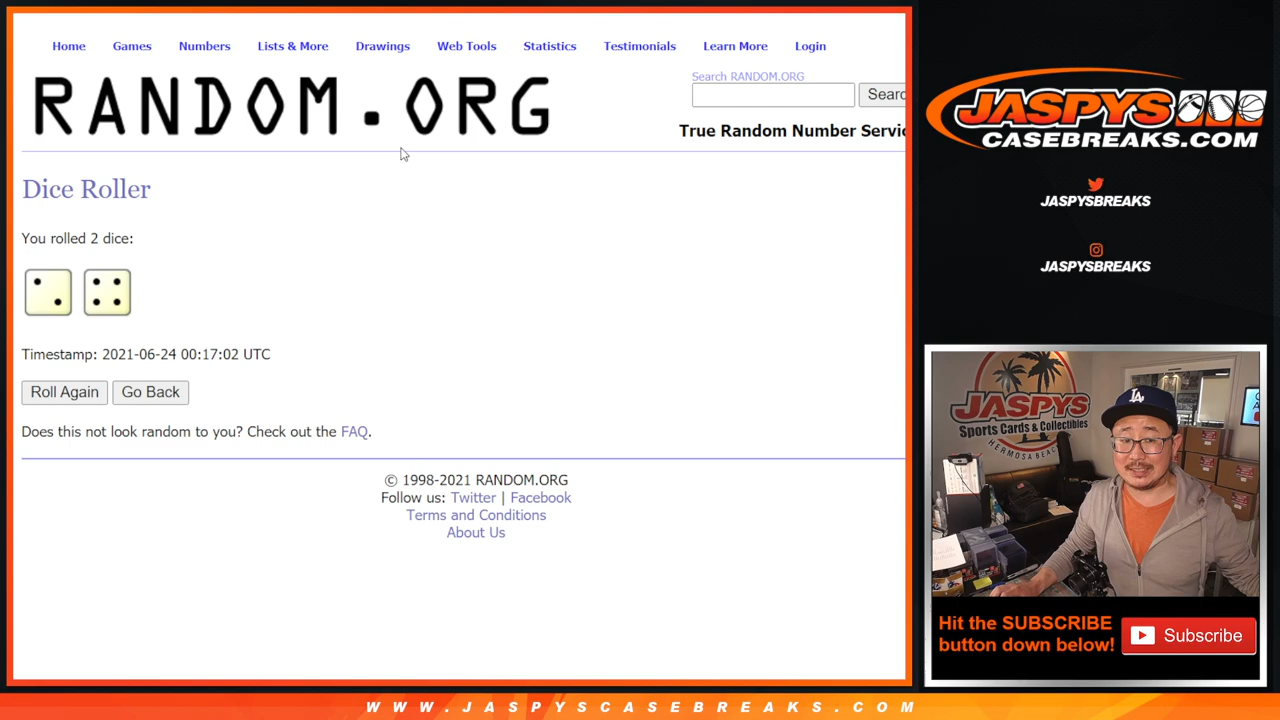 Home Games Numbers Lists & More Drawings Web Tools Statistics Testimonials Learn More Login
Search RANDOM.ORG
RANDOM.ORG
Searc
True Random Number Servic
Dice Roller
You rolled 2 dice:
Timestamp: 2021-06-24 00:17:02 UTC
Roll Again Go Back
Does this not look random to you? Check out the FAQ.
© 1998-2021 RANDOM.ORG
Follow us: Twitter | Facebook
Terms and Conditions
About Us
JASPYS
CASEBREAKS.COM
JASPYSBREAKS
JASPYSBREAKS
JASPYS
Sports Cards & Collectibles
HERMOSA BEACH
LA
Hit the SUBSCRIBE
button down below!
Subscribe
WWW.JASPYSCASEBREAKS.COM